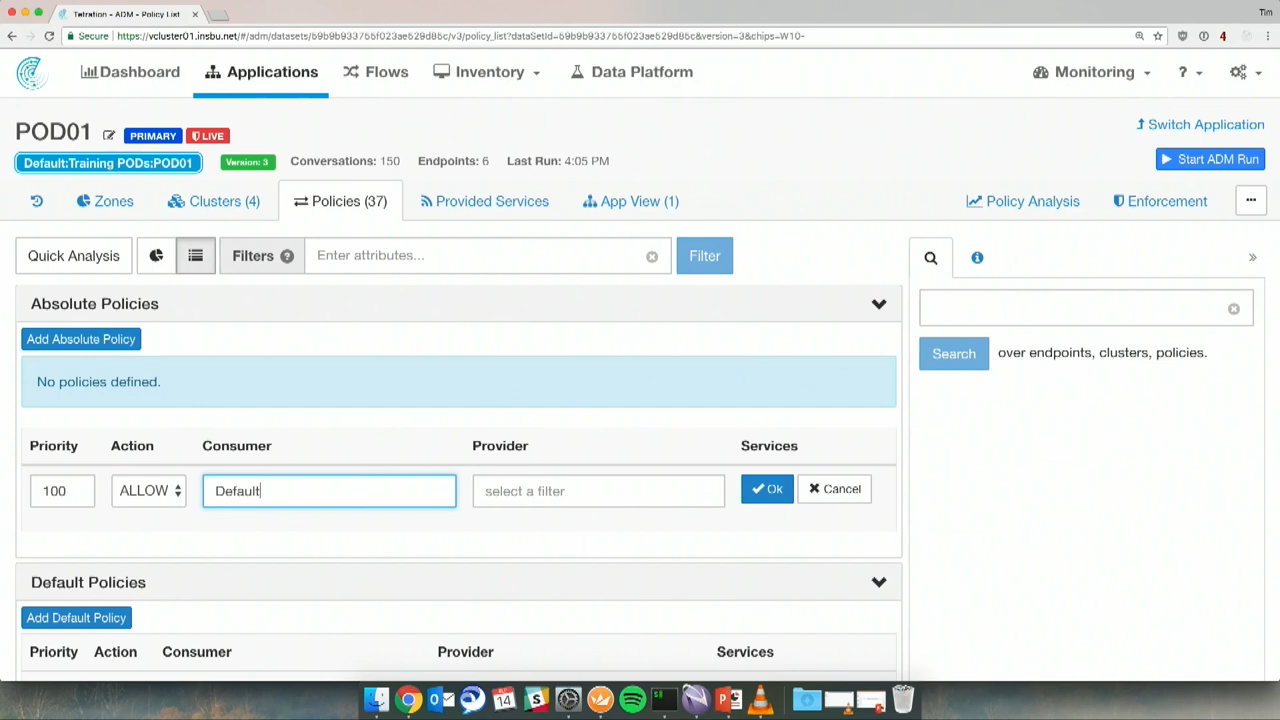 Tetration - ADM - Policy List
Tim
Secure https://vcluster01.insbu.net/#/adm/datasets/59b9b933755f023ae529d85c/v3/policy_list?dataSetId=59b9b933755f023ae529d85c&version=3&chips=W10-
4
Dashboard Applications Flows Inventory Data Platform Monitoring ?
POD01 PRIMARY LIVE
Switch Application
Default:Training PODs:POD01 Version: 3 Conversations: 150 Endpoints: 6 Last Run: 4:05 PM
Start ADM Run
Zones Clusters (4) Policies (37) Provided Services App View (1) Policy Analysis Enforcement ...
Quick Analysis Filters ? Enter attributes... Filter
Absolute Policies
Add Absolute Policy
No policies defined.
Search over endpoints, clusters, policies.
Priority Action Consumer Provider Services
100 ALLOW Default select a filter Ok Cancel
Default Policies
Add Default Policy
Priority Action Consumer Provider Services
14